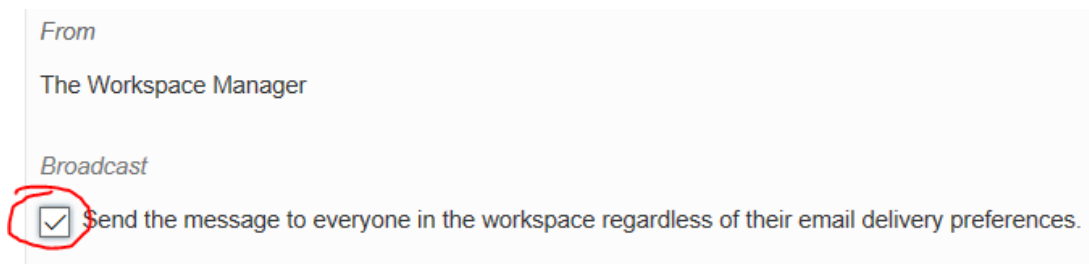 From
The Workspace Manager
Broadcast
Send the message to everyone in the workspace regardless of their email delivery preferences.